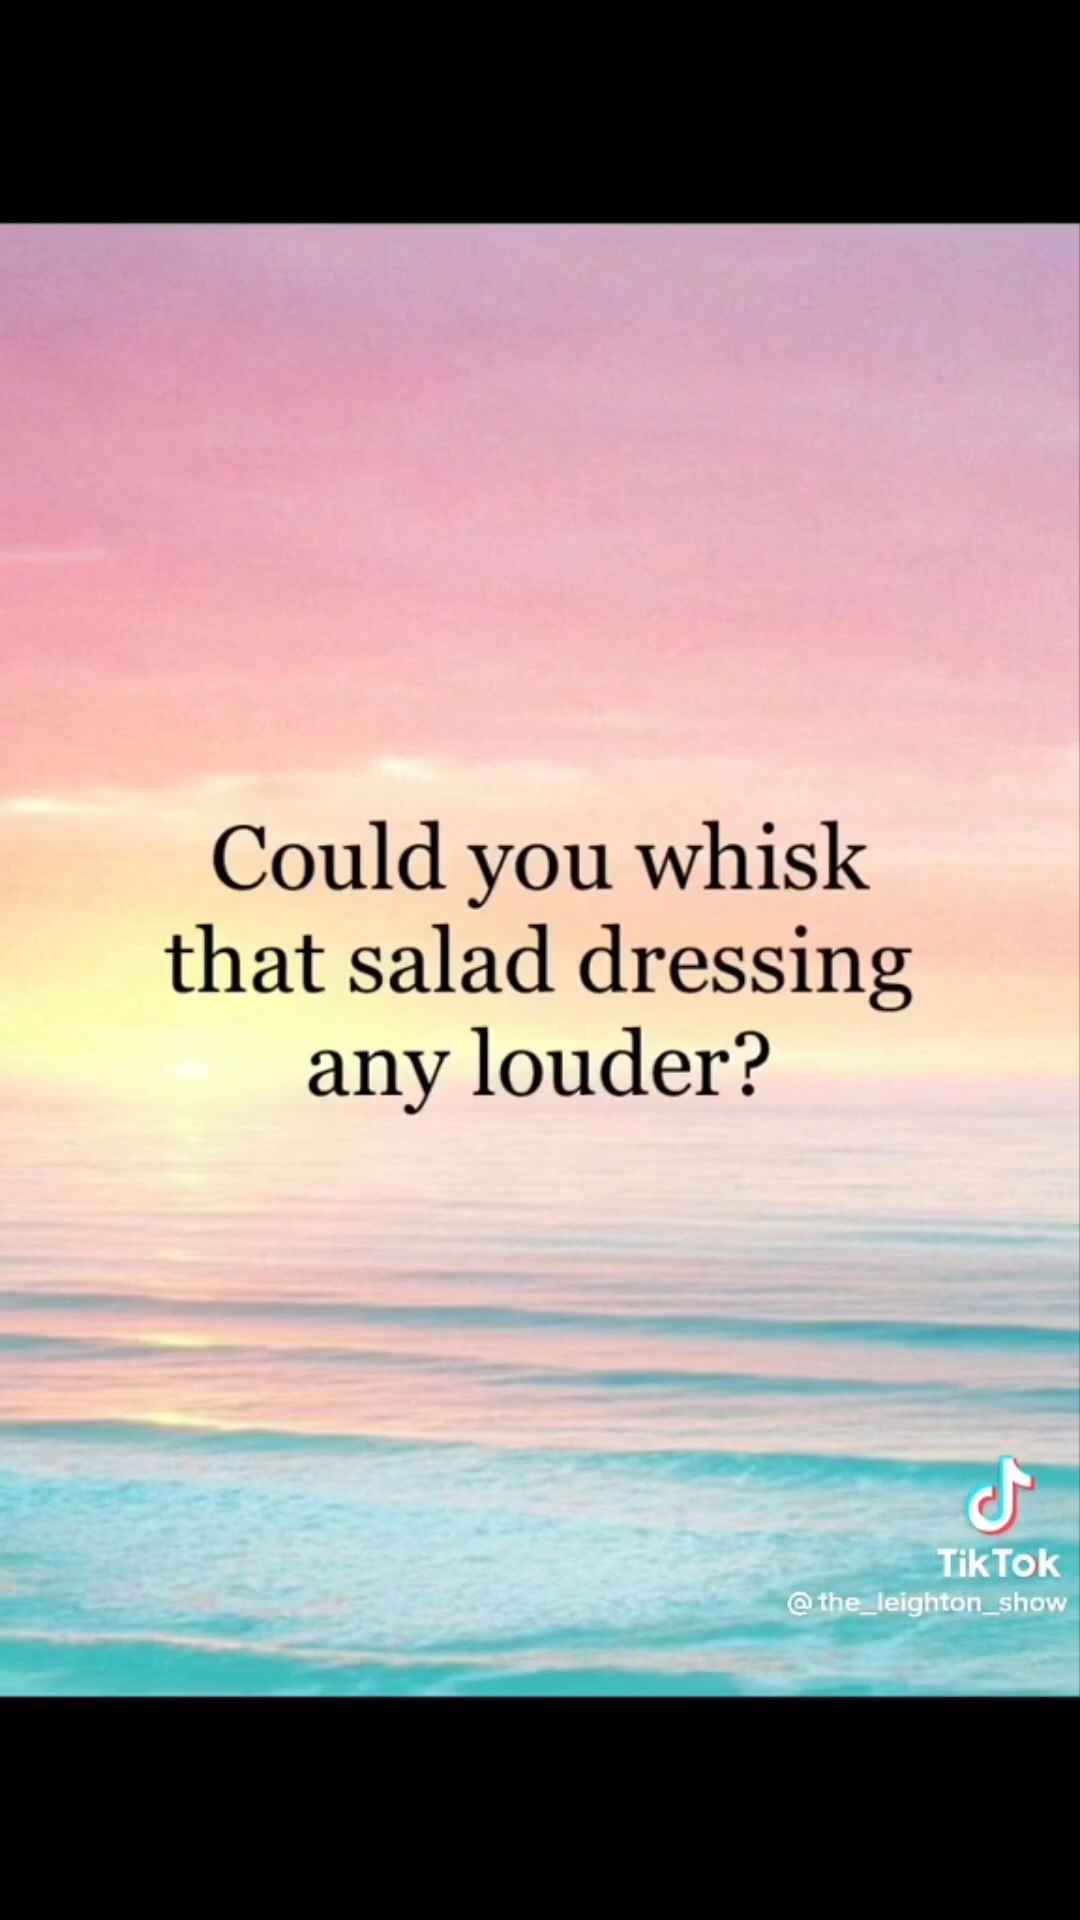 Could you whisk
that salad dressing
any louder?
TikTok
@the_leighton_show